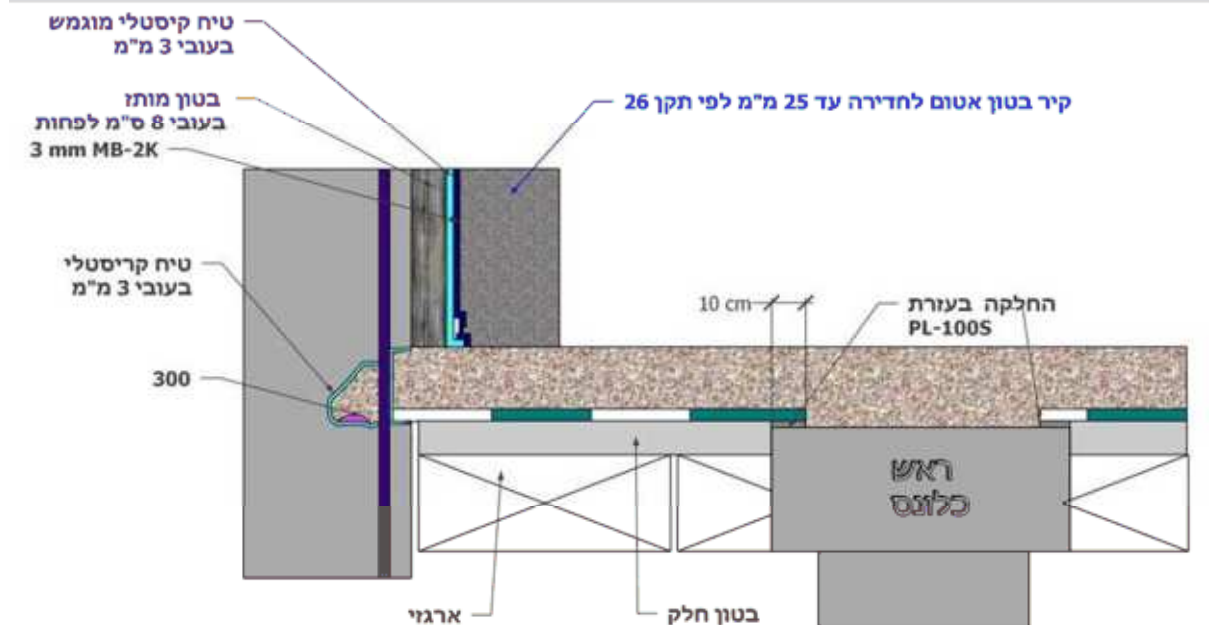 טיח קיסטלי מוגמש
בעובי 3 מ"מ
בטון מותז
בעובי 8 ס"מ לפחות
3 mm MB-2K
קיר בטון אטום לחדירה עד 25 מ"מ לפי תקן 26
טיח קריסטלי
בעובי 3 מ"מ
300
10 cm
החלקה בעזרת
PL-100S
ראש
כלונס
ארגזי
בטון חלק